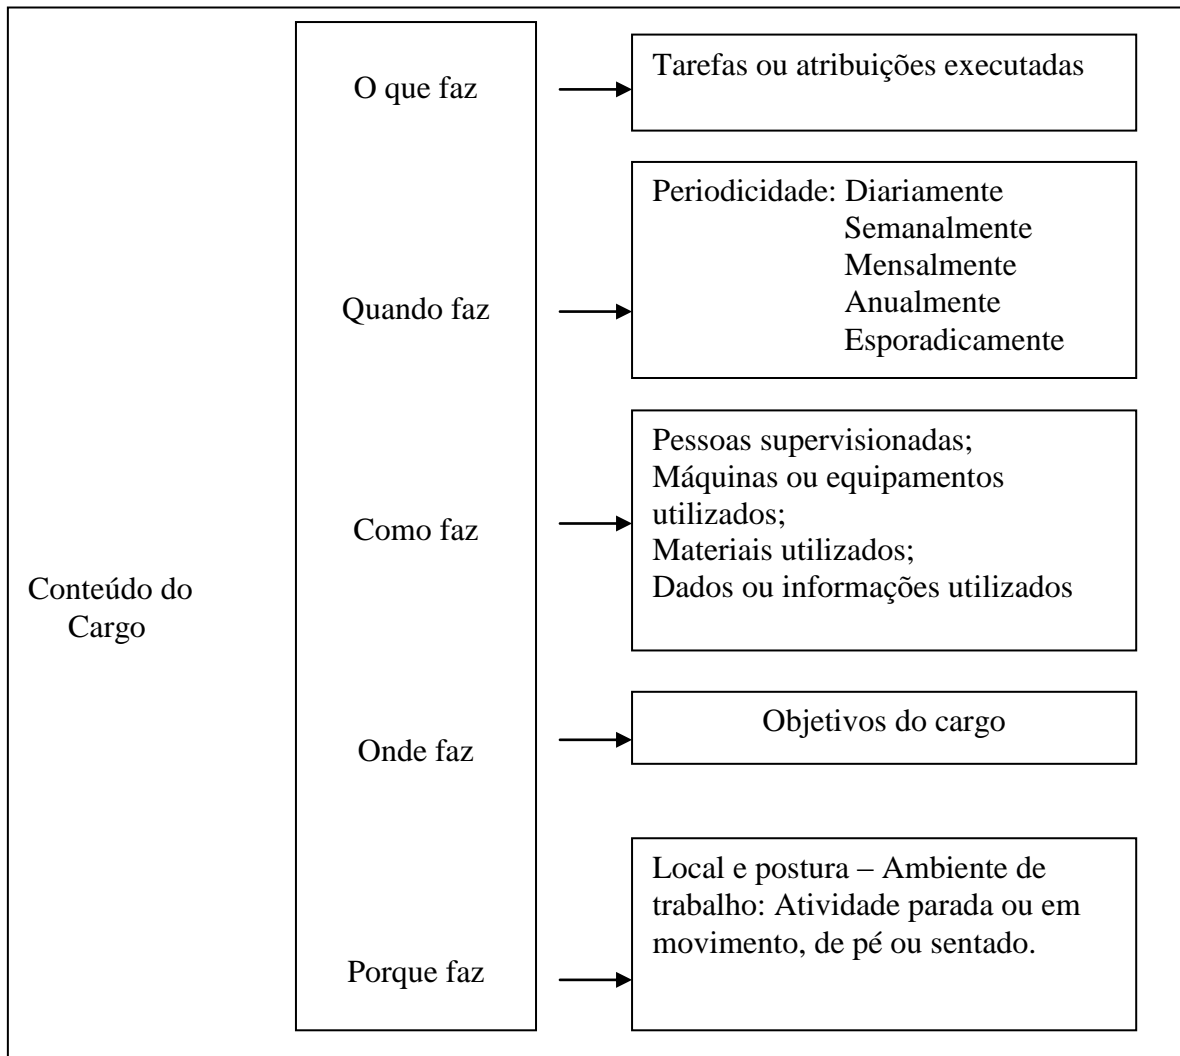 Conteúdo do
Cargo
O que faz
Tarefas ou atribuições executadas
Quando faz
Periodicidade: Diariamente
Semanalmente
Mensalmente
Anualmente
Esporadicamente
Como faz
Pessoas supervisionadas;
Máquinas ou equipamentos
utilizados;
Materiais utilizados;
Dados ou informações utilizados
Onde faz
Objetivos do cargo
Porque faz
Local e postura – Ambiente de
trabalho: Atividade parada ou em
movimento, de pé ou sentado.